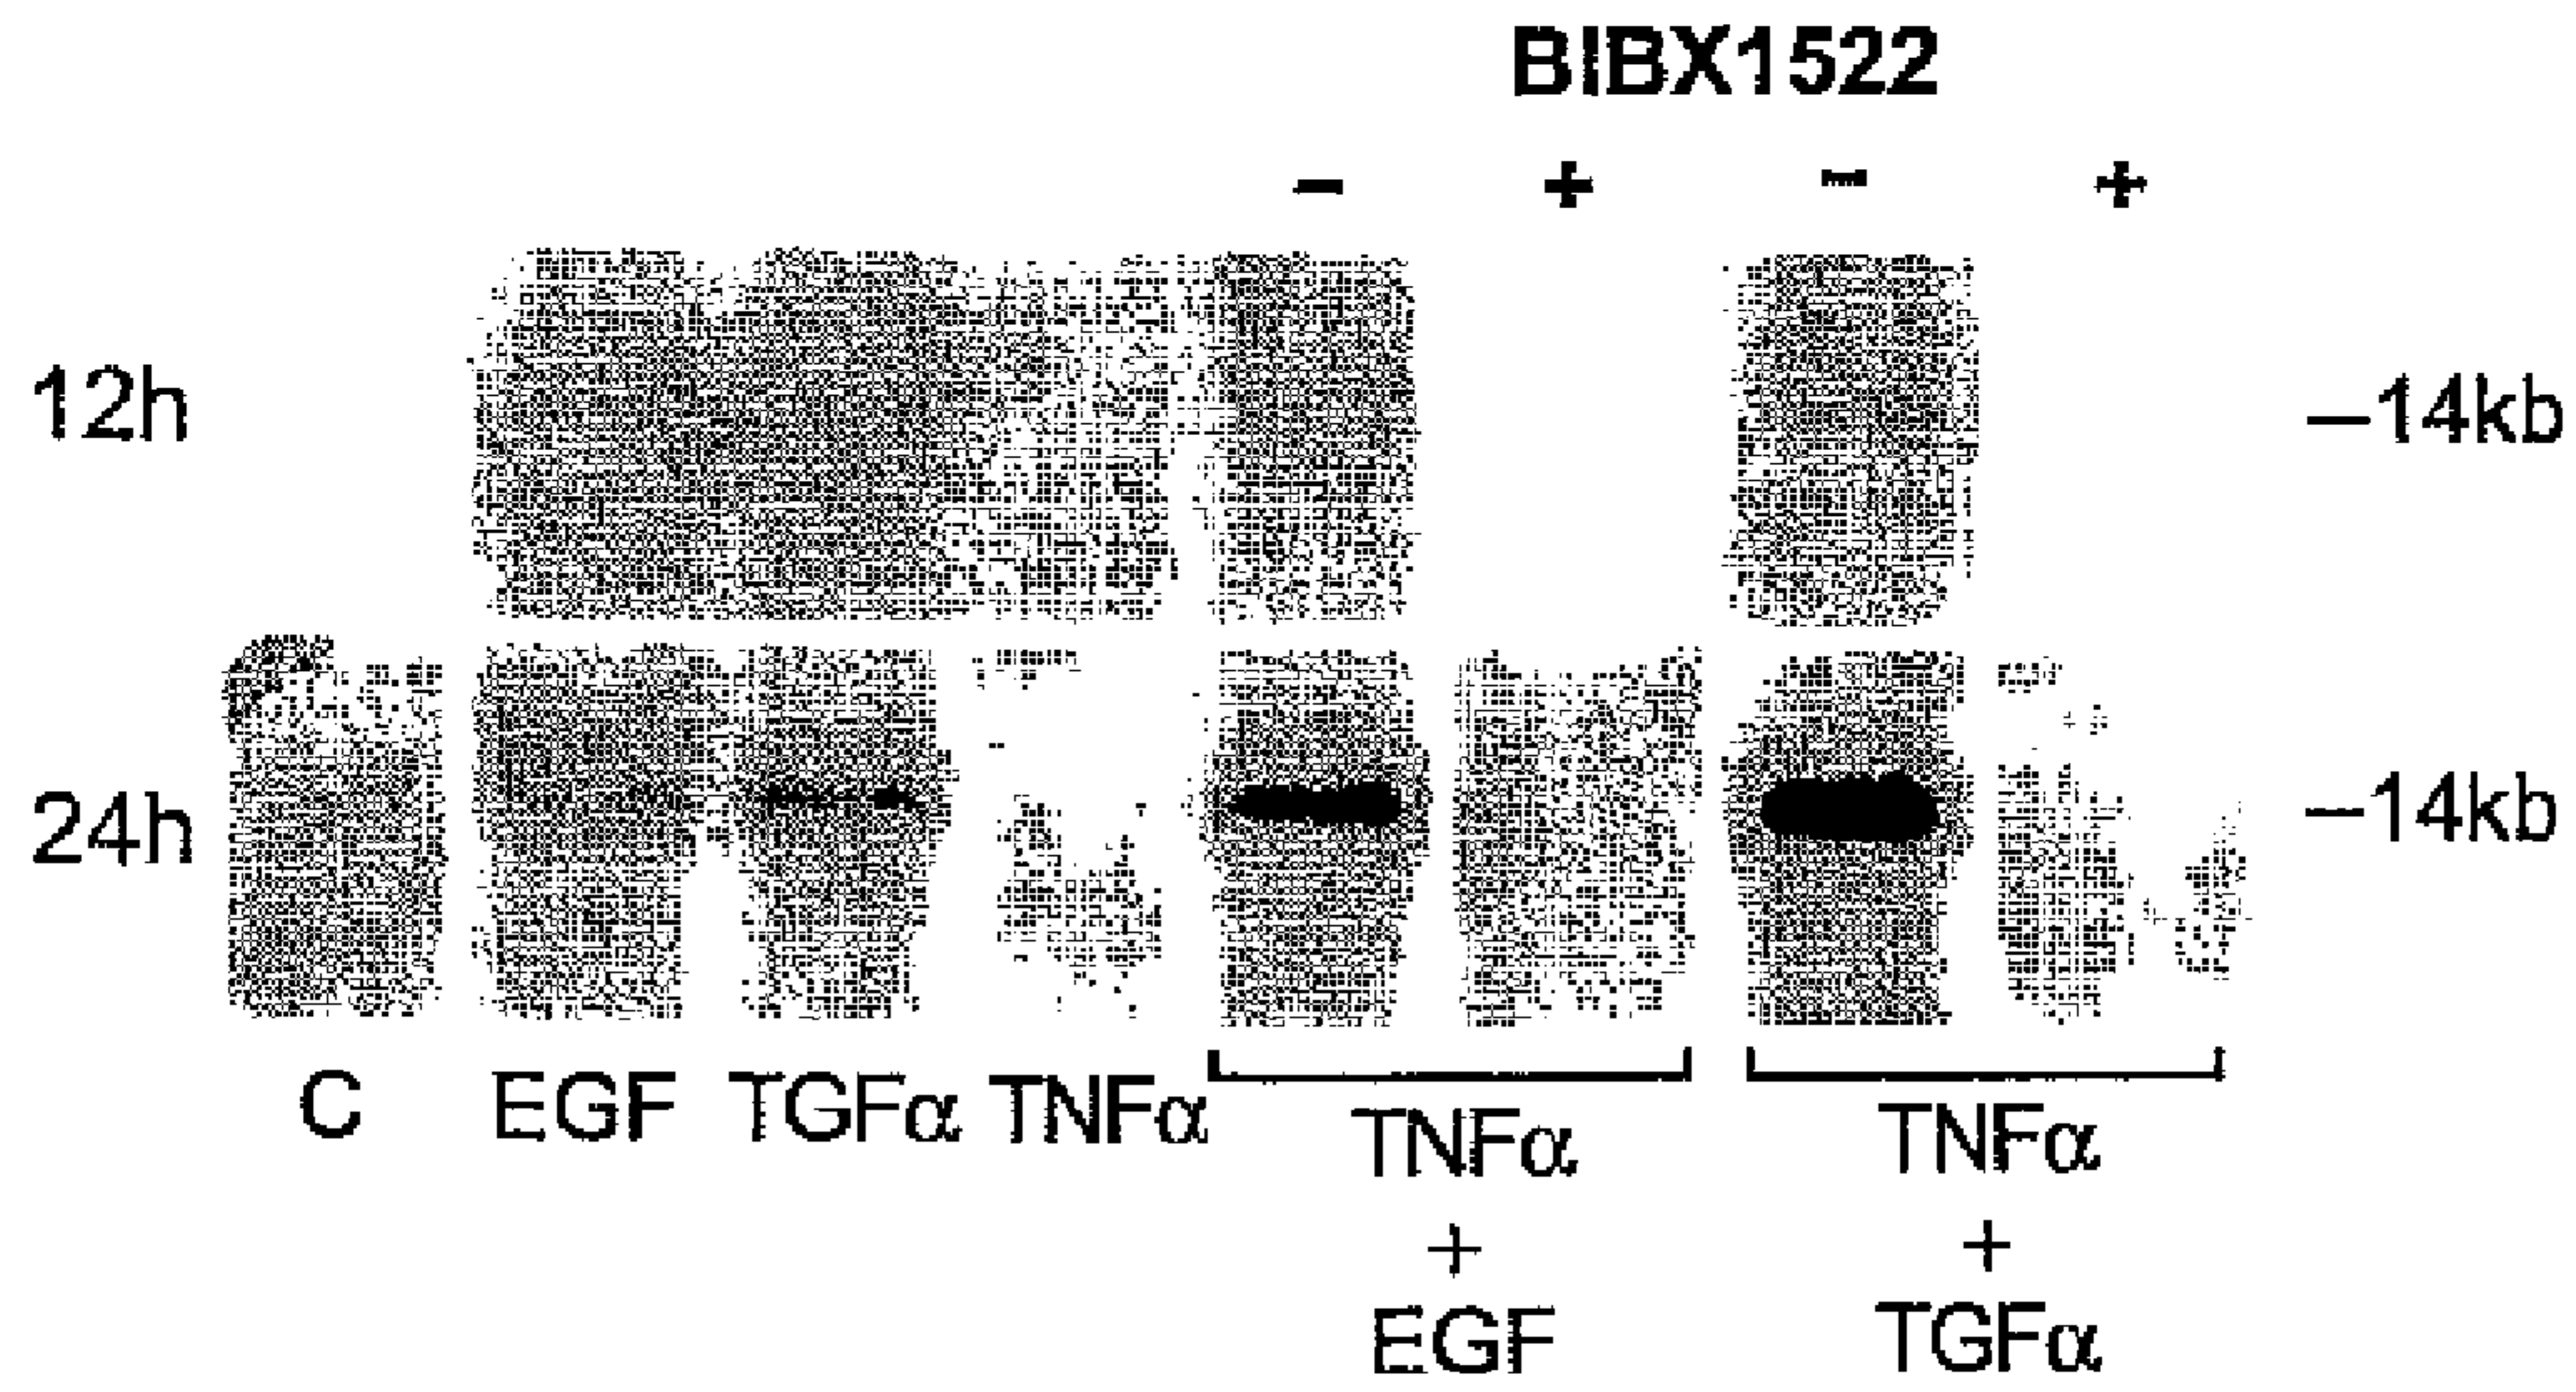 BIBX1522
− + − +
12h –14kb
24h –14kb
C EGF TGFα TNFα TNFα TNFα
+ +
EGF TGFα